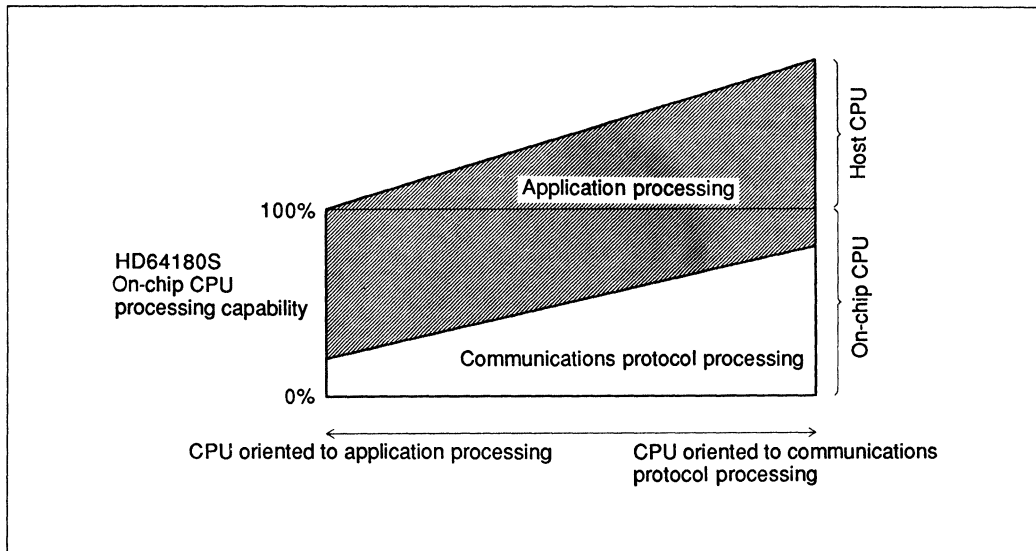 Host CPU
Application processing
100%
HD64180S
On-chip CPU
processing capability
On-chip CPU
Communications protocol processing
0%
CPU oriented to application processing
CPU oriented to communications
protocol processing